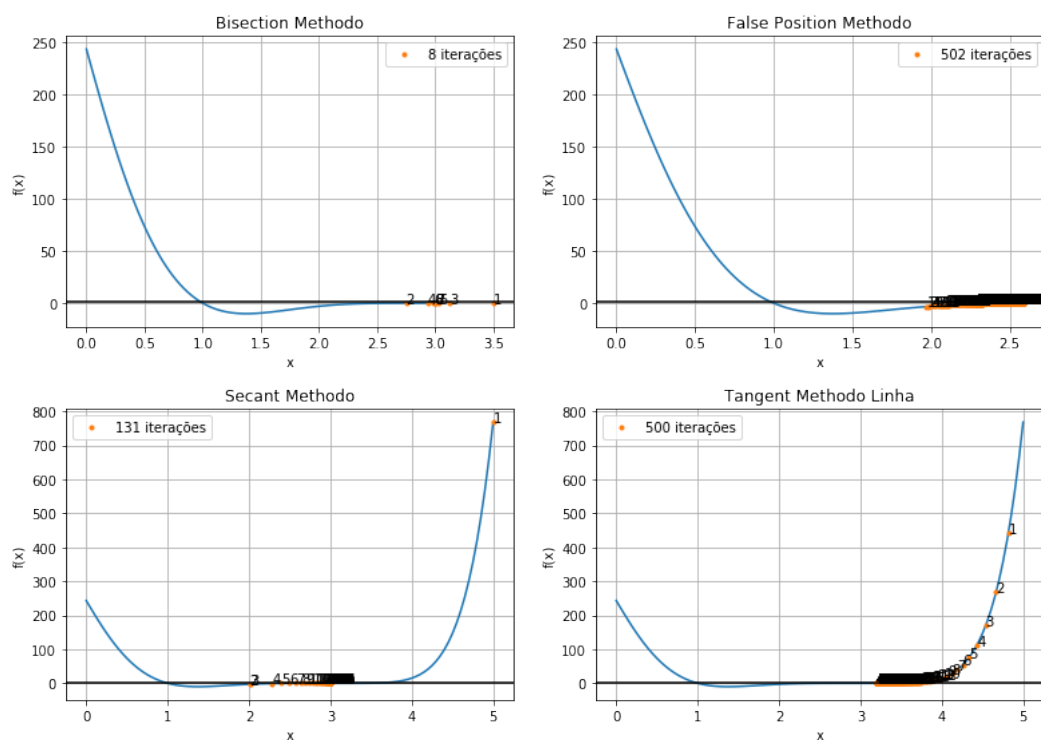 Bisection Methodo
8 iterações
250
200
150
100
50
0
f(x)
2
3
1
0.0 0.5 1.0 1.5 2.0 2.5 3.0 3.5
x
False Position Methodo
502 iterações
250
200
150
100
50
0
f(x)
0.0 0.5 1.0 1.5 2.0 2.5
x
Secant Methodo
131 iterações
800
700
600
500
400
300
200
100
0
f(x)
1
4
0 1 2 3 4 5
x
Tangent Methodo Linha
500 iterações
800
700
600
500
400
300
200
100
0
f(x)
1
2
3
4
5
6
0 1 2 3 4 5
x